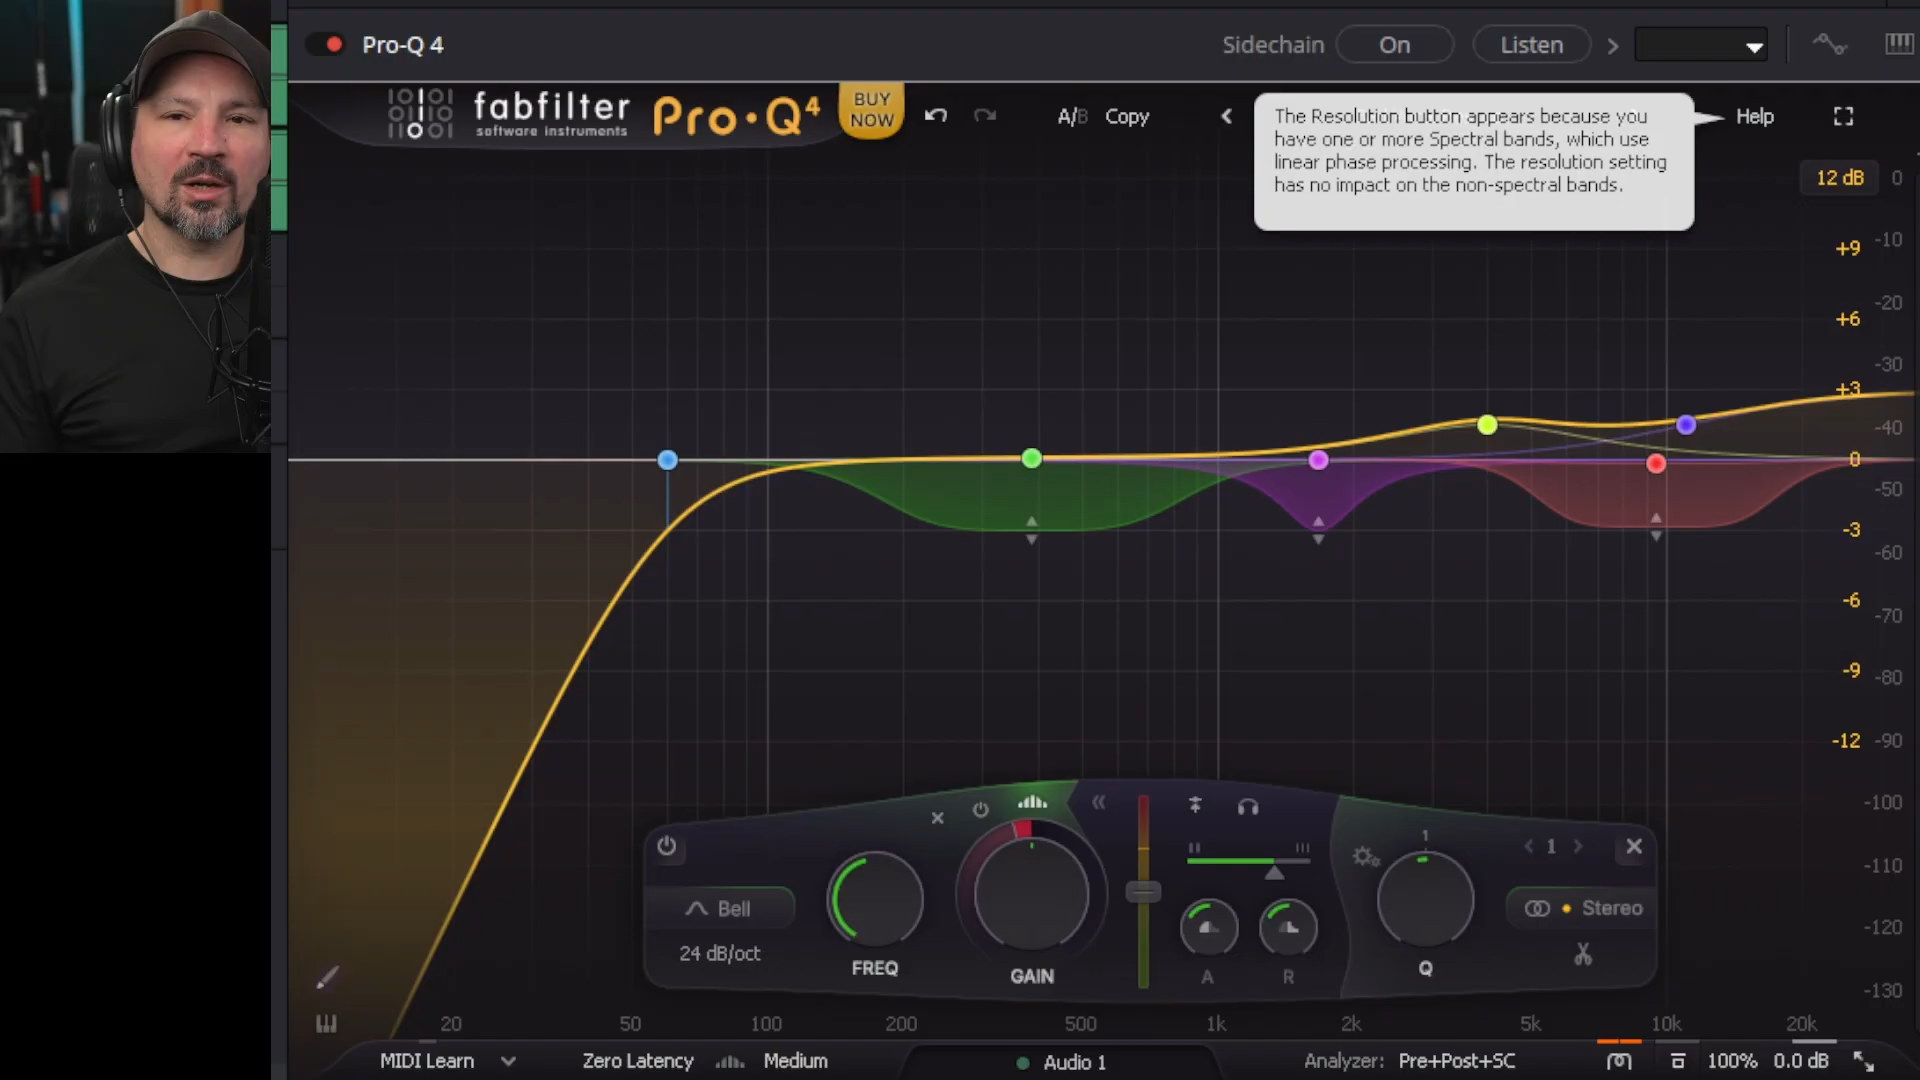 Pro-Q 4
Sidechain On Listen
fabfilter
software instruments
Pro·Q4
BUY
NOW
A/B Copy
The Resolution button appears because you
have one or more Spectral bands, which use
linear phase processing. The resolution setting
has no impact on the non-spectral bands.
Help
12 dB 0
+9 -10
+6 -20
-30
+3
-40
0
-50
-3
-60
-6 -70
-9 -80
-12 -90
-100
-110
-120
-130
Bell
24 dB/oct
FREQ
GAIN
A
R
1
Q
1
Stereo
20 50 100 200 500 1k 2k 5k 10k 20k
MIDI Learn Zero Latency Medium Audio 1 Analyzer: Pre+Post+SC 100% 0.0 dB